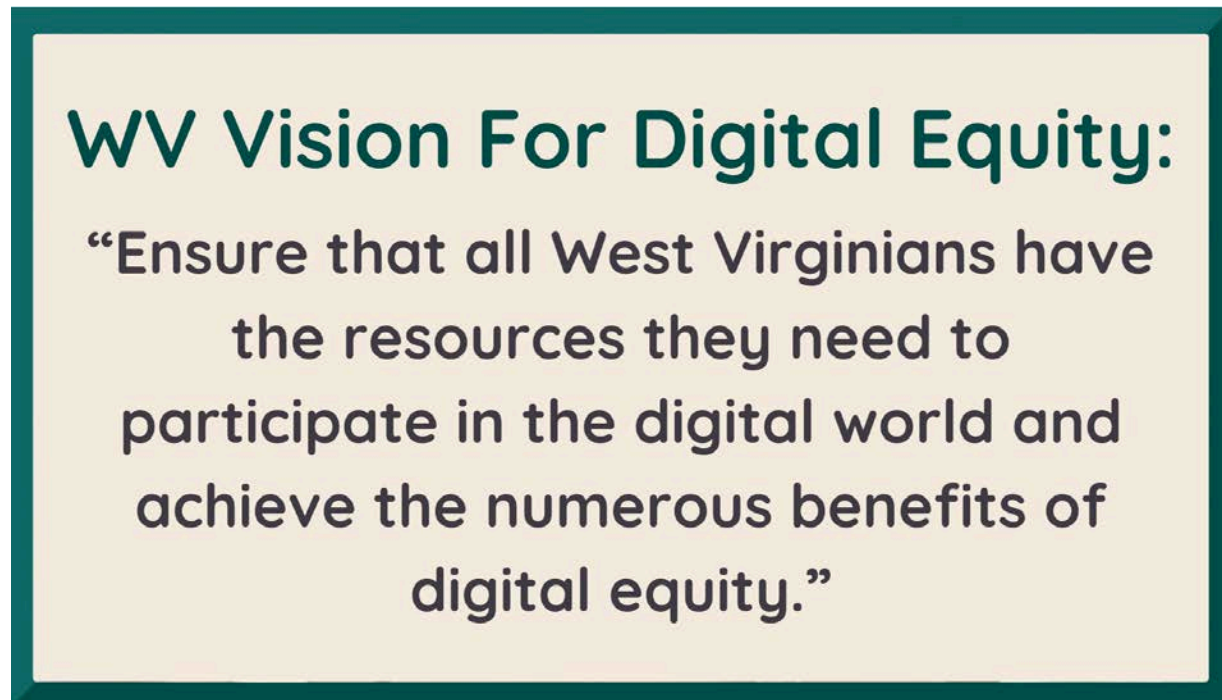 WV Vision For Digital Equity:
“Ensure that all West Virginians have
the resources they need to
participate in the digital world and
achieve the numerous benefits of
digital equity.”